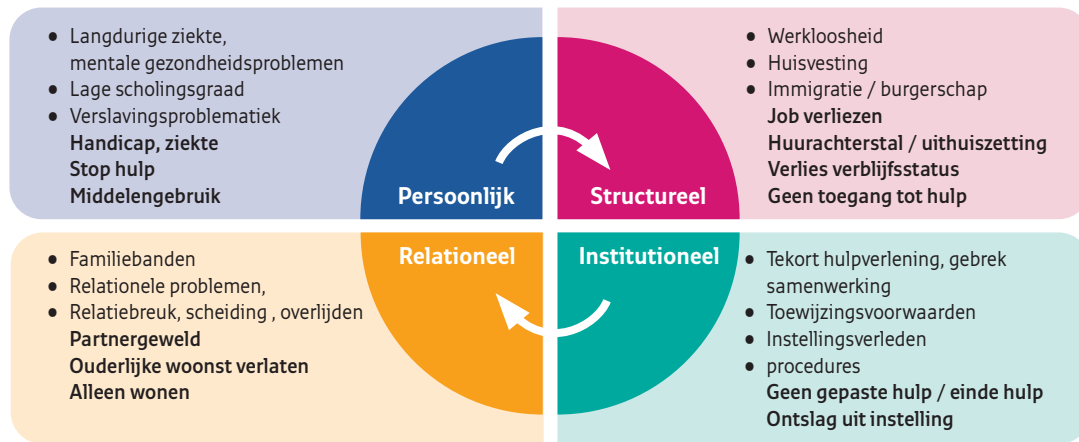 • Langdurige ziekte,
mentale gezondheidsproblemen
• Lage scholingsgraad
• Verslavingsproblematiek
Handicap, ziekte
Stop hulp
Middelengebruik
Persoonlijk
• Werkloosheid
• Huisvesting
• Immigratie / burgerschap
Job verliezen
Huurachterstal / uithuiszetting
Verlies verblijfsstatus
Geen toegang tot hulp
Structureel
• Familiebanden
• Relationele problemen,
• Relatiebreuk, scheiding , overlijden
Partnergeweld
Ouderlijke woonst verlaten
Alleen wonen
Relationeel
Institutioneel
• Tekort hulpverlening, gebrek
samenwerking
• Toewijzingsvoorwaarden
• Instellingsverleden
• procedures
Geen gepaste hulp / einde hulp
Ontslag uit instelling